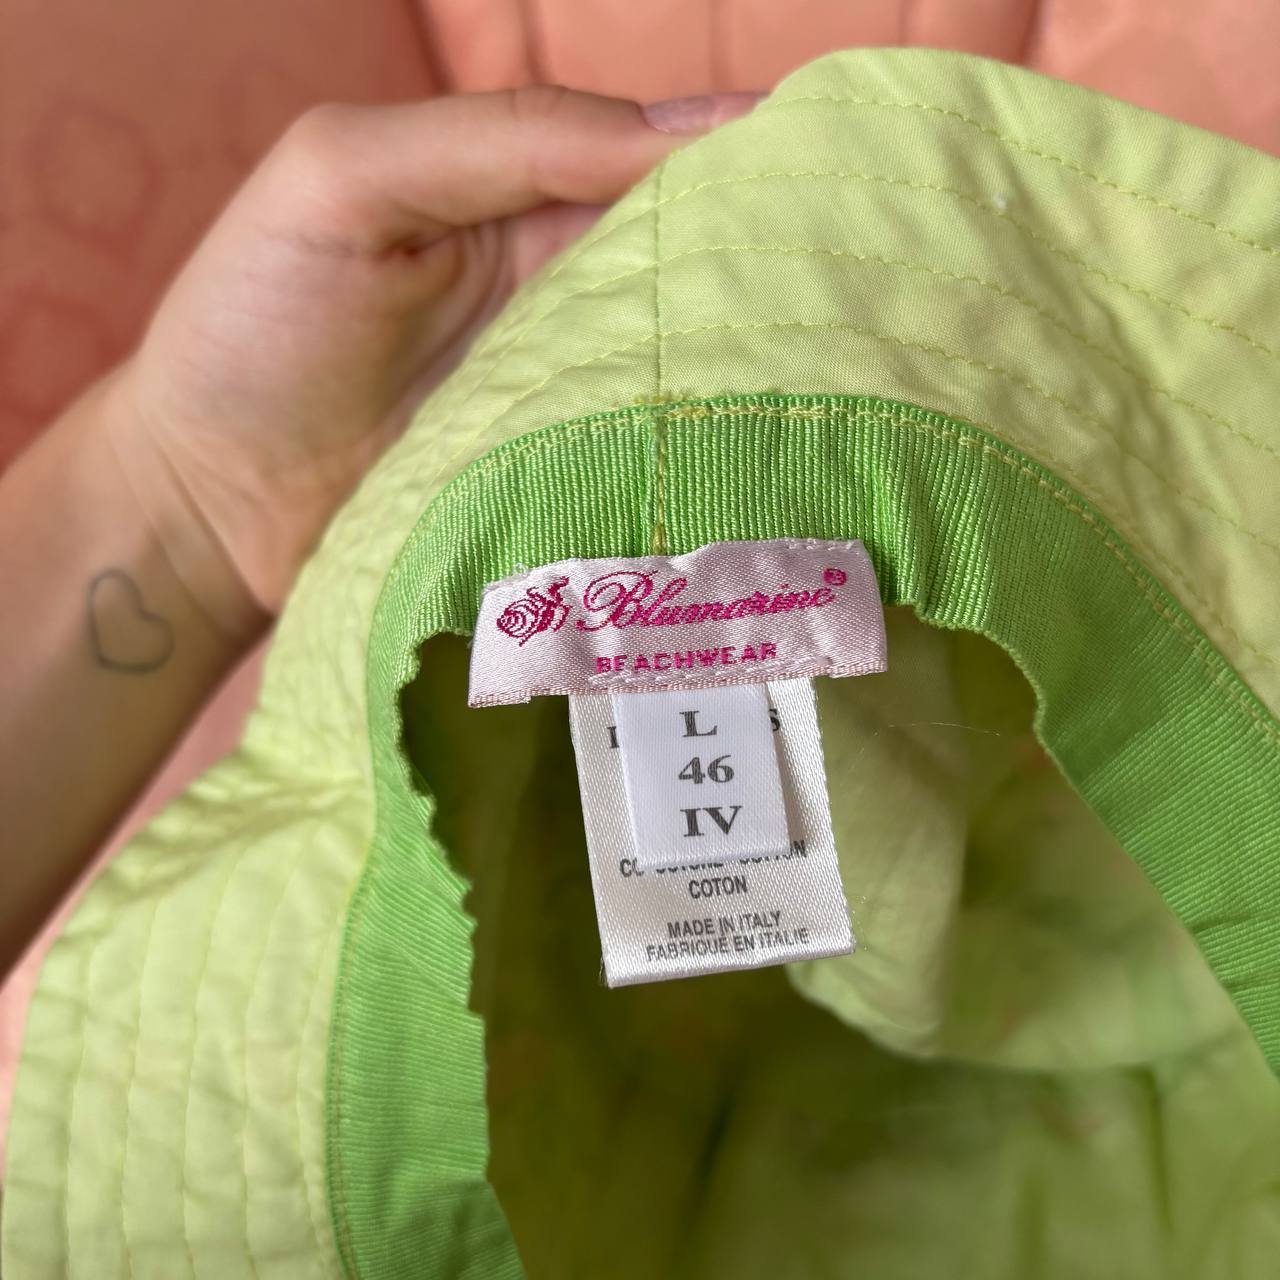 Blumarine®
BEACHWEAR
L
46
IV
COTON
MADE IN ITALY
FABRIQUE EN ITALIE